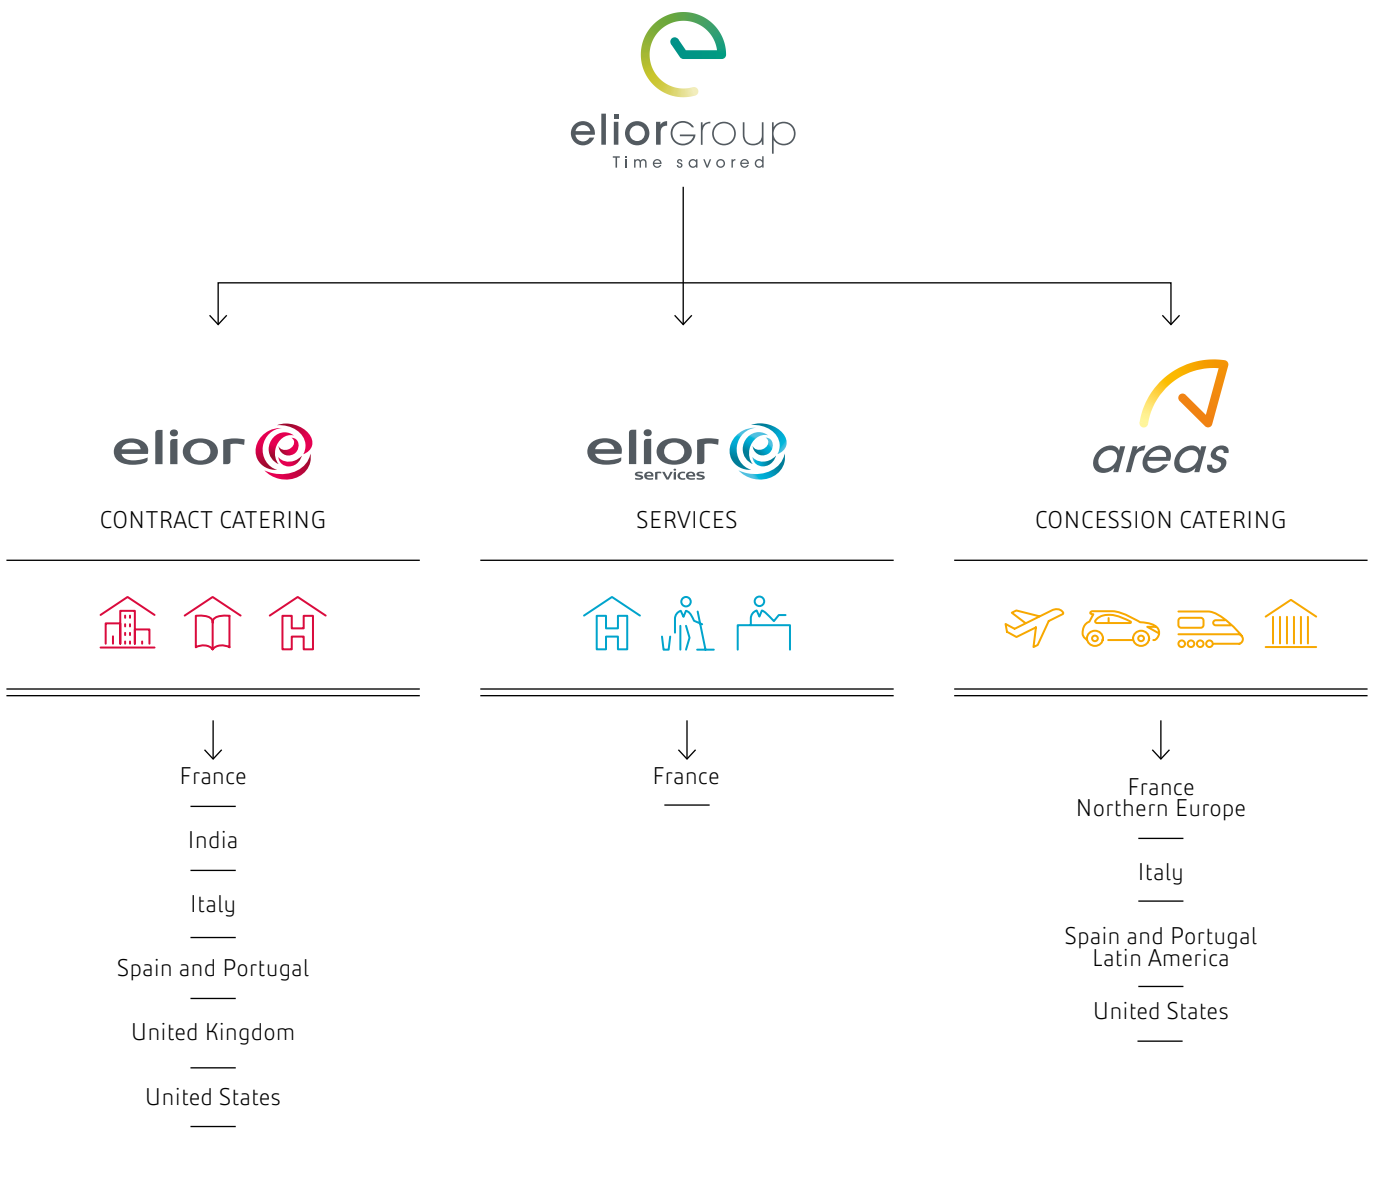 eliorgroup
Time savored
elior
CONTRACT CATERING
France
India
Italy
Spain and Portugal
United Kingdom
United States
elior
services
SERVICES
France
areas
CONCESSION CATERING
France
Northern Europe
Italy
Spain and Portugal
Latin America
United States